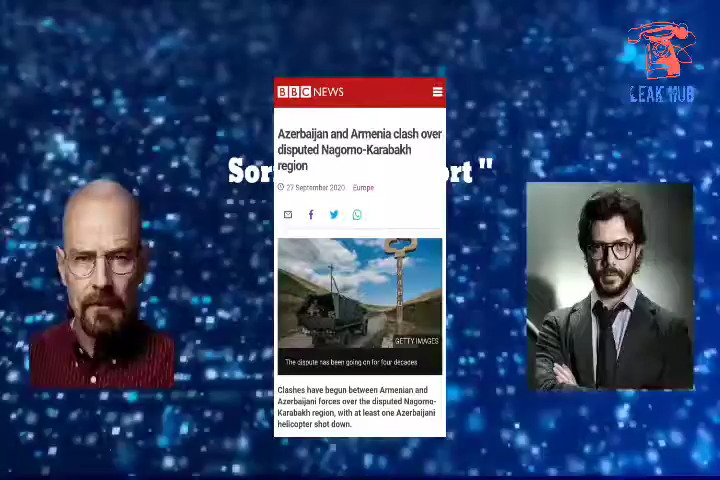 LEAK HUB
BBC NEWS
Azerbaijan and Armenia clash over
disputed Nagorno-Karabakh
region
27 September 2020 Europe
GETTY IMAGES
The dispute has been going on for four decades
Clashes have begun between Armenian and
Azerbaijani forces over the disputed Nagorno-
Karabakh region, with at least one Azerbaijani
helicopter shot down.